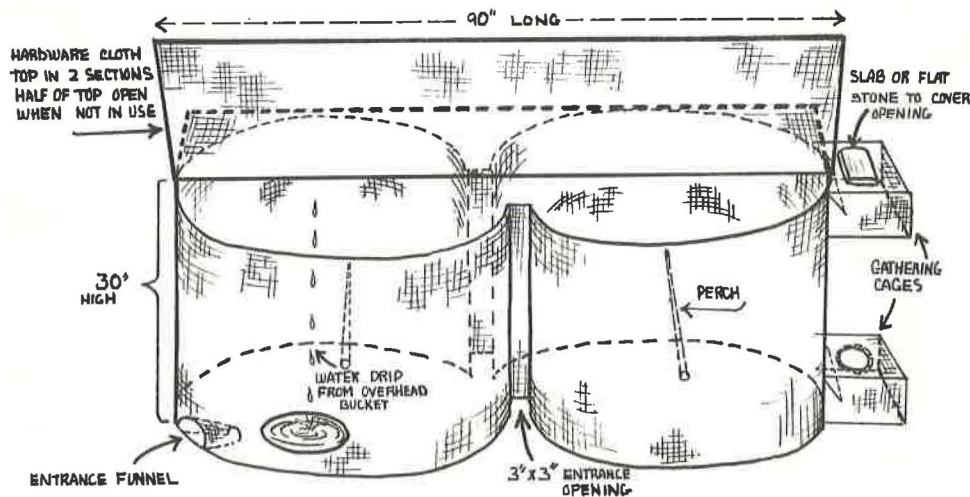 90" LONG
HARDWARE CLOTH
TOP IN 2 SECTIONS
HALF OF TOP OPEN
WHEN NOT IN USE
SLAB OR FLAT
STONE TO COVER
OPENING
30"
HIGH
GATHERING
CAGES
PERCH
WATER DRIP
FROM OVERHEAD
BUCKET
ENTRANCE FUNNEL
3" X 3" ENTRANCE
OPENING